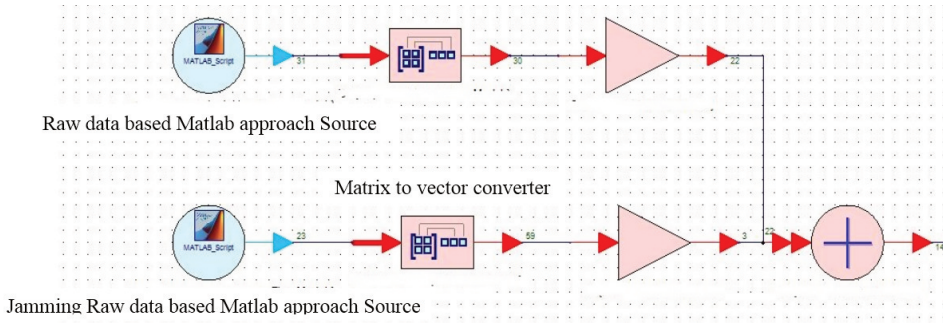 MATLAB_Script
31
30
22
Raw data based Matlab approach Source
Matrix to vector converter
MATLAB_Script
23
59
3
22
14
Jamming Raw data based Matlab approach Source